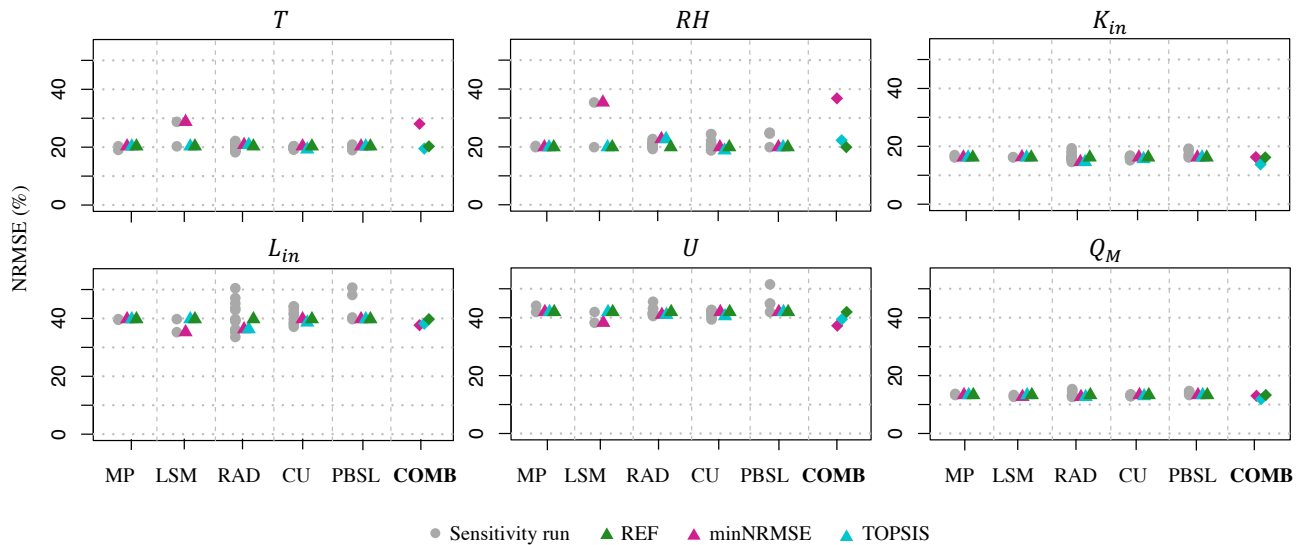 T RH K_in
0 20 40
0 20 40
0 20 40
NRMSE (%)
L_in U Q_M
0 20 40
0 20 40
0 20 40
MP LSM RAD CU PBSL COMB MP LSM RAD CU PBSL COMB MP LSM RAD CU PBSL COMB
Sensitivity run REF minNRMSE TOPSIS